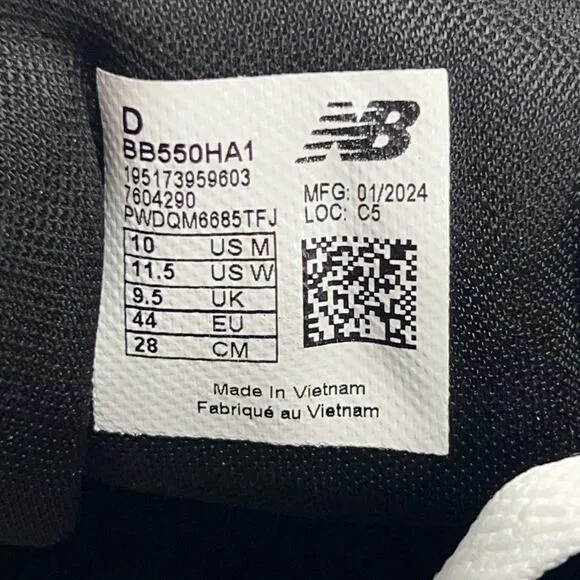 D
BB550HA1
195173959603
7604290
PWDQM6685TFJ
NB
MFG: 01/2024
LOC: C5
10 US M
11.5 US W
9.5 UK
44 EU
28 CM
Made In Vietnam
Fabriqué au Vietnam